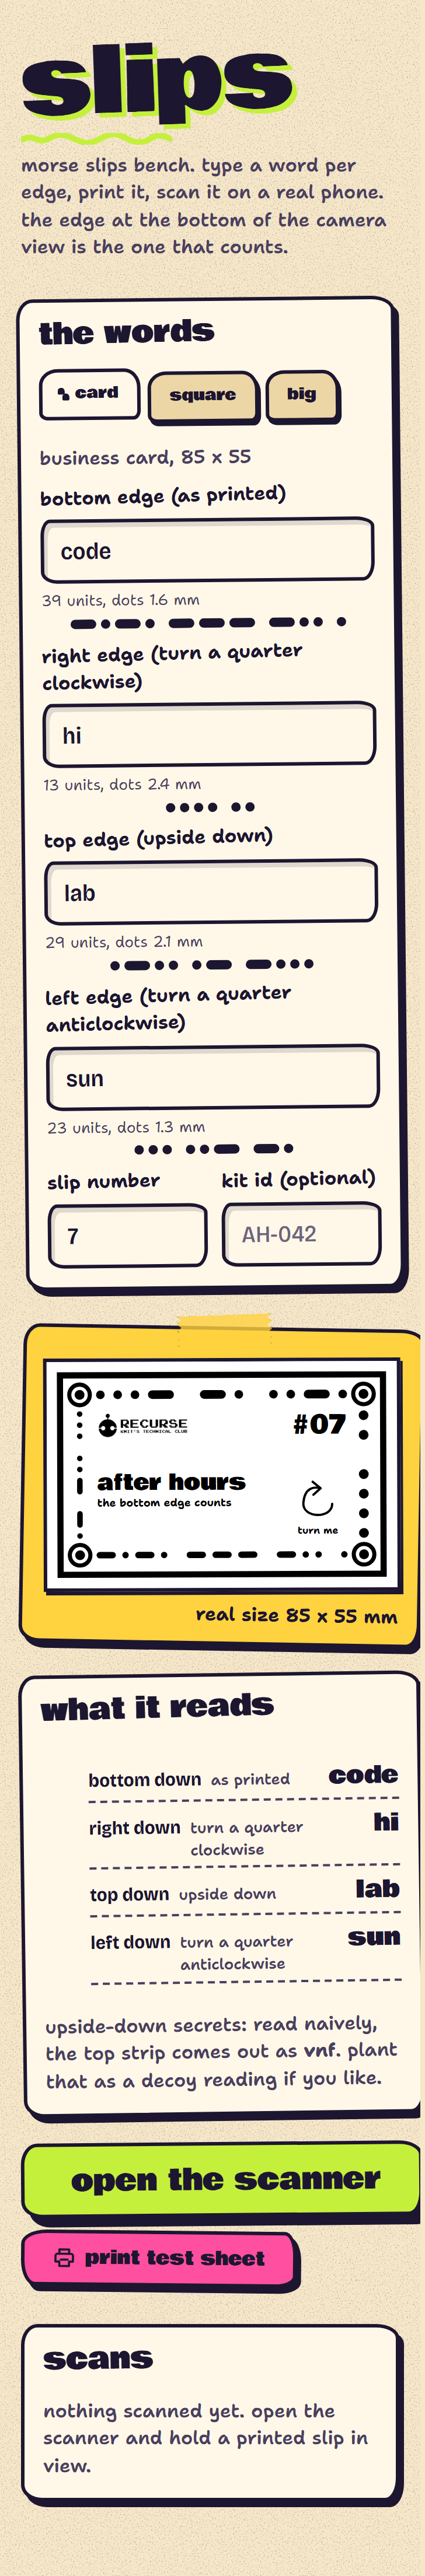 slips
morse slips bench. type a word per
edge, print it, scan it on a real phone.
the edge at the bottom of the camera
view is the one that counts.
the words
card square big
business card, 85 x 55
bottom edge (as printed)
code
39 units, dots 1.6 mm
right edge (turn a quarter
clockwise)
hi
13 units, dots 2.4 mm
top edge (upside down)
lab
29 units, dots 2.1 mm
left edge (turn a quarter
anticlockwise)
sun
23 units, dots 1.3 mm
slip number kit id (optional)
7 AH-042
RECURSE #07
KMIT'S TECHNICAL CLUB
after hours
the bottom edge counts
turn me
real size 85 x 55 mm
what it reads
bottom down as printed code
right down turn a quarter hi
clockwise
top down upside down lab
left down turn a quarter sun
anticlockwise
upside-down secrets: read naively,
the top strip comes out as vnf. plant
that as a decoy reading if you like.
open the scanner
print test sheet
scans
nothing scanned yet. open the
scanner and hold a printed slip in
view.